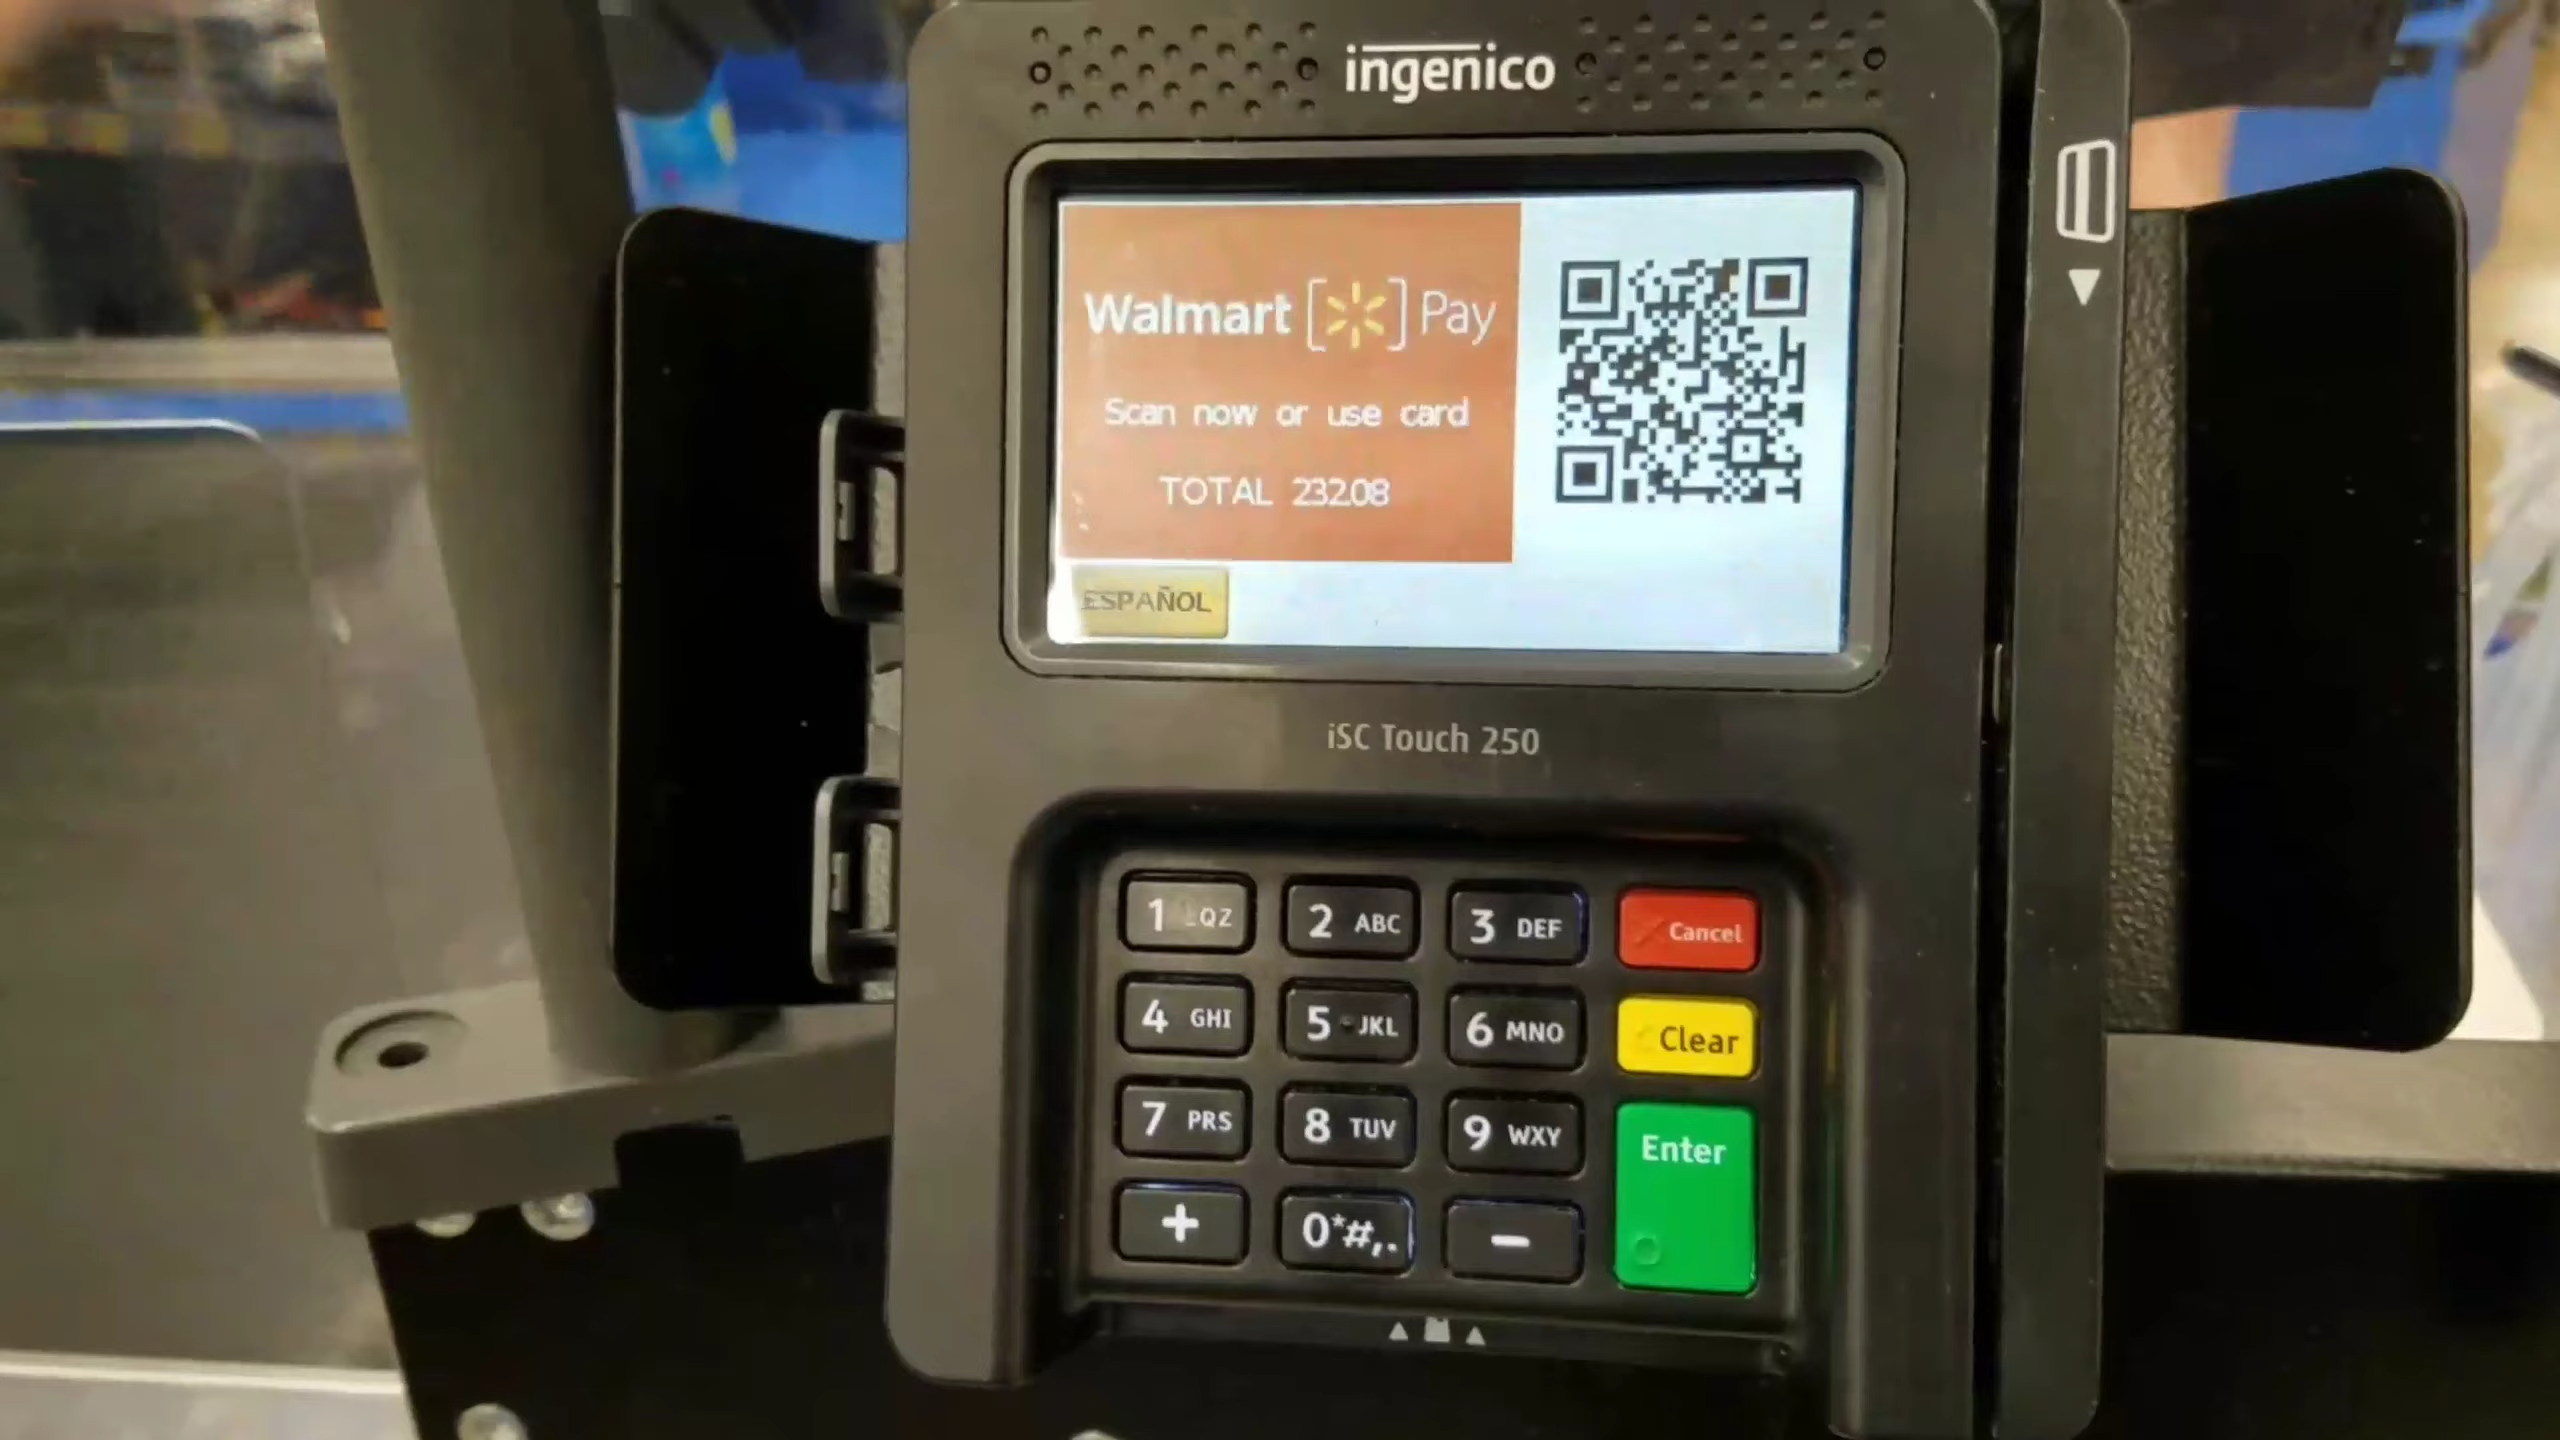 ingenico
Walmart Pay
Scan now or use card
TOTAL 232.08
ESPAÑOL
iSC Touch 250
1 QZ 2 ABC 3 DEF Cancel
4 GHI 5 JKL 6 MNO Clear
7 PRS 8 TUV 9 WXY Enter
+ 0*#,. -